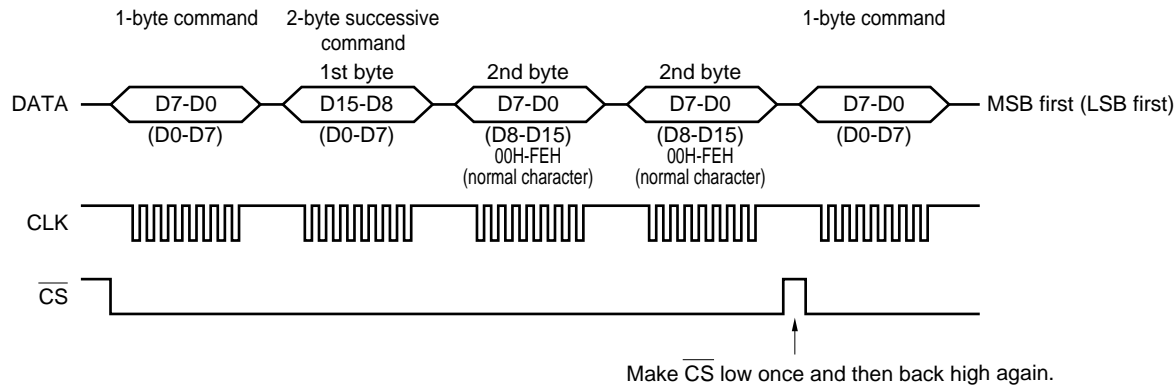 1-byte command
2-byte successive
command
1-byte command
1st byte
2nd byte
2nd byte
DATA
D7-D0
D15-D8
D7-D0
D7-D0
D7-D0
MSB first (LSB first)
(D0-D7)
(D0-D7)
(D8-D15)
(D8-D15)
(D0-D7)
00H-FEH
(normal character)
00H-FEH
(normal character)
CLK
CS
Make CS low once and then back high again.